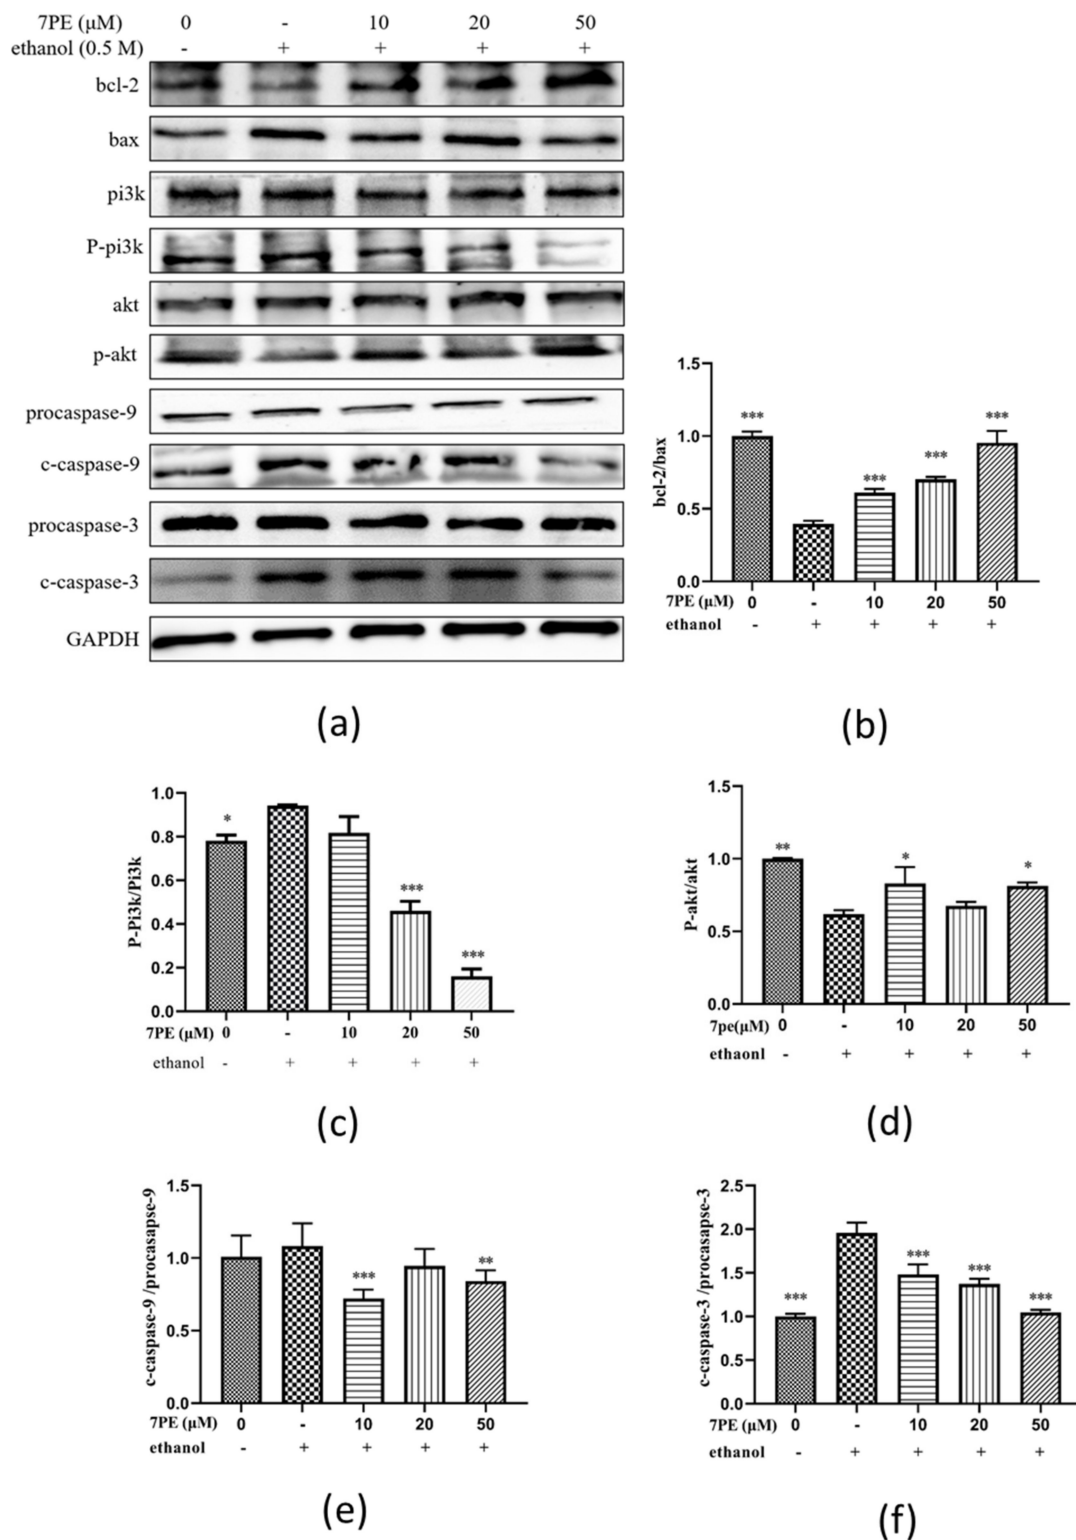 7PE (μM) 0 - 10 20 50
ethanol (0.5 M) - + + + +
bcl-2
bax
pi3k
P-pi3k
akt
p-akt
procaspase-9
c-caspase-9
procaspase-3
c-caspase-3
GAPDH
(a)
bcl-2/bax
1.5
1.0
0.5
0.0
*** *** *** ***
7PE (μM) 0 - 10 20 50
ethanol - + + + +
(b)
P-Pi3k/Pi3k
1.0
0.8
0.6
0.4
0.2
0.0
* *** ***
7PE (μM) 0 - 10 20 50
ethanol - + + + +
(c)
P-akt/akt
1.5
1.0
0.5
0.0
** * *
7pe(μM) 0 - 10 20 50
ethaonl - + + + +
(d)
c-caspase-9 /procasapse-9
1.5
1.0
0.5
0.0
*** **
7PE (μM) 0 - 10 20 50
ethanol - + + + +
(e)
c-caspase-3 /procasapse-3
2.5
2.0
1.5
1.0
0.5
0.0
*** *** *** ***
7PE (μM) 0 - 10 20 50
ethanol - + + + +
(f)